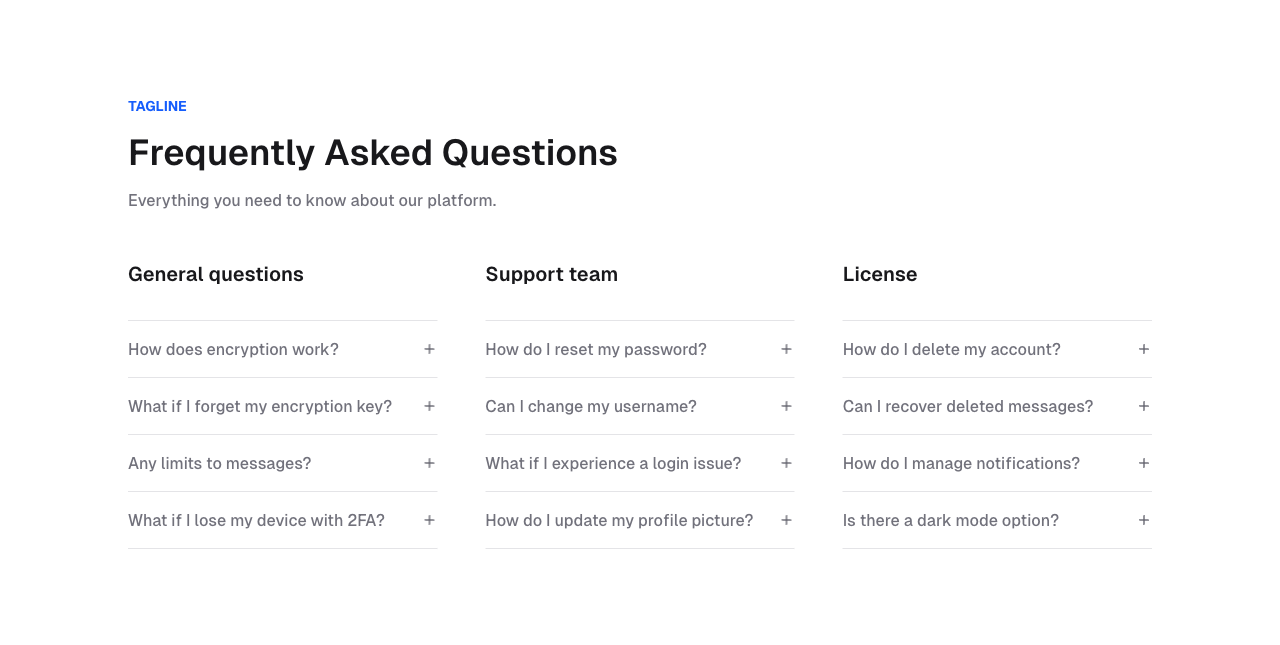 TAGLINE
Frequently Asked Questions
Everything you need to know about our platform.
General questions
How does encryption work?
What if I forget my encryption key?
Any limits to messages?
What if I lose my device with 2FA?
Support team
How do I reset my password?
Can I change my username?
What if I experience a login issue?
How do I update my profile picture?
License
How do I delete my account?
Can I recover deleted messages?
How do I manage notifications?
Is there a dark mode option?